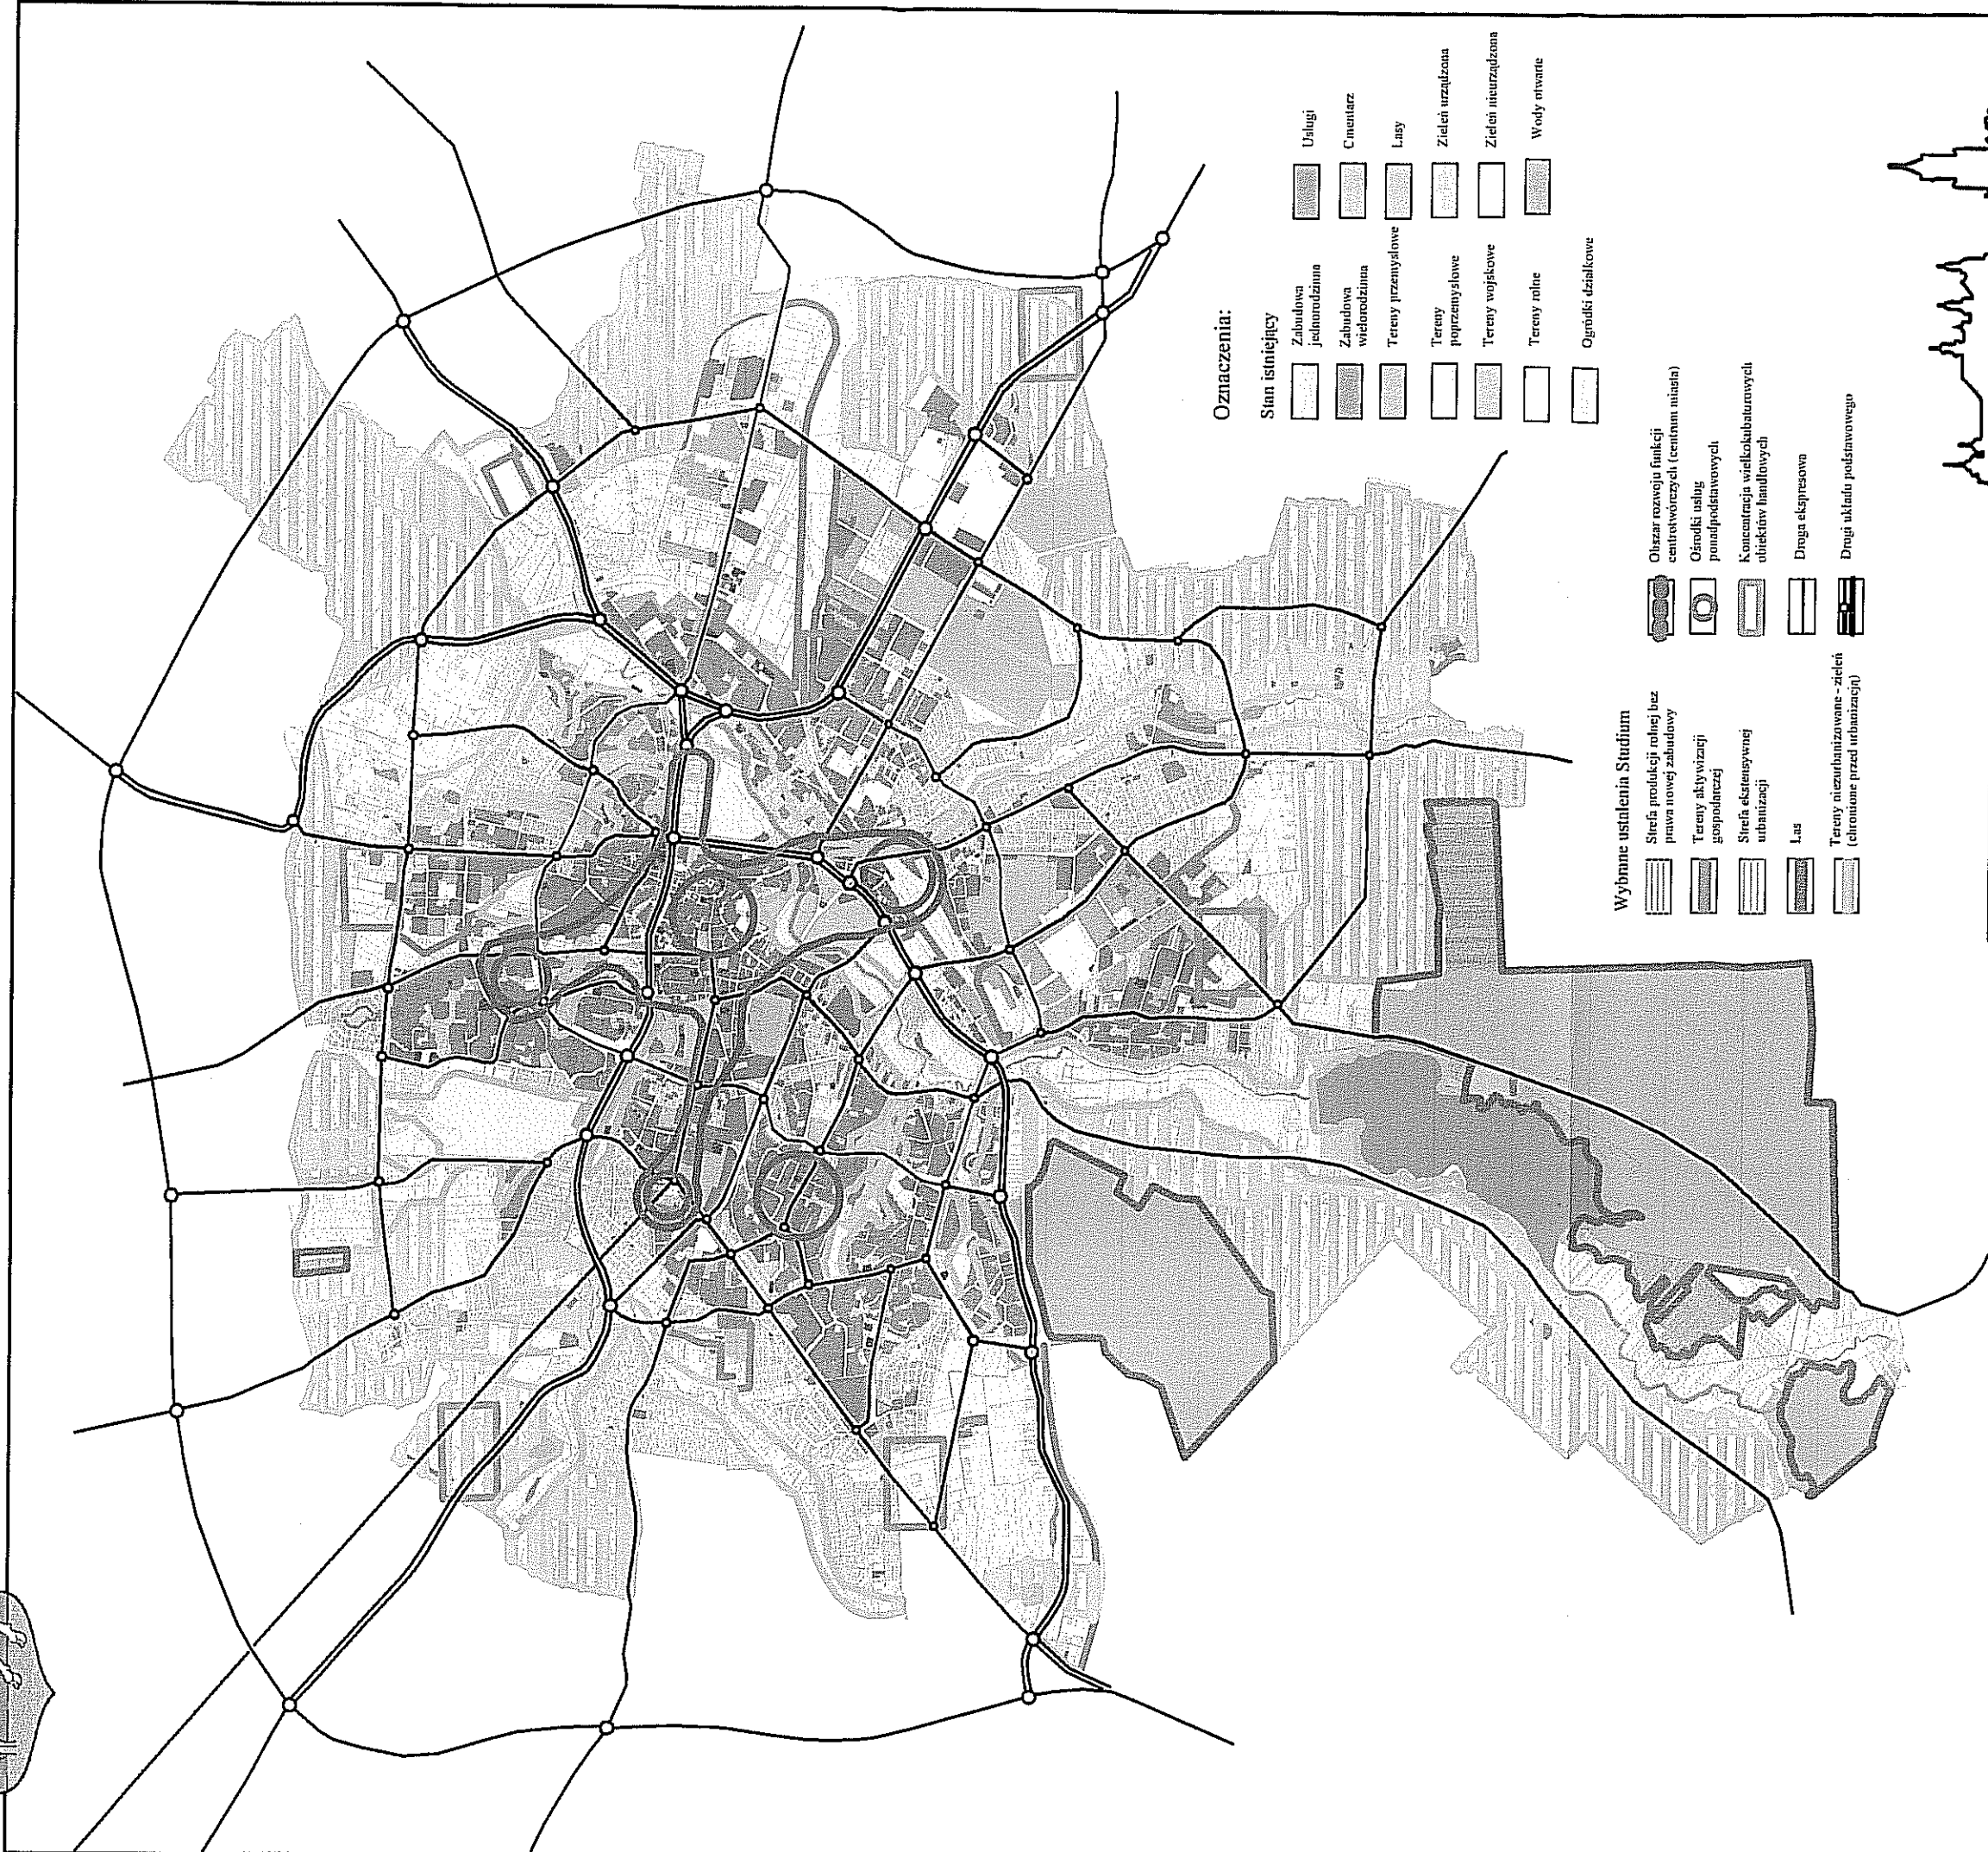 Oznaczenia:
Stan istniejący
Zabudowa
jednorodzinna
Zabudowa
wielorodzinna
Tereny przemysłowe
Tereny
poprzemysłowe
Tereny wojskowe
Tereny rolne
Ogródki działkowe
Usługi
Cmentarz
Lasy
Zieleń urządzona
Zieleń nieurządzona
Wody otwarte
Wybrane ustalenia Studium
Strefa produkcji rolnej bez
prawa nowej zabudowy
Tereny aktywizacji
gospodarczej
Strefa ekstensywnej
urbanizacji
Las
Tereny niezurbanizowane - zieleń
(chronione przed urbanizacją)
Obszar rozwoju funkcji
centrotwórczych (centrum miasta)
Ośrodki usług
ponadpodstawowych
Koncentracja wielkokubaturowych
obiektów handlowych
Droga ekspresowa
Drogi układu podstawowego